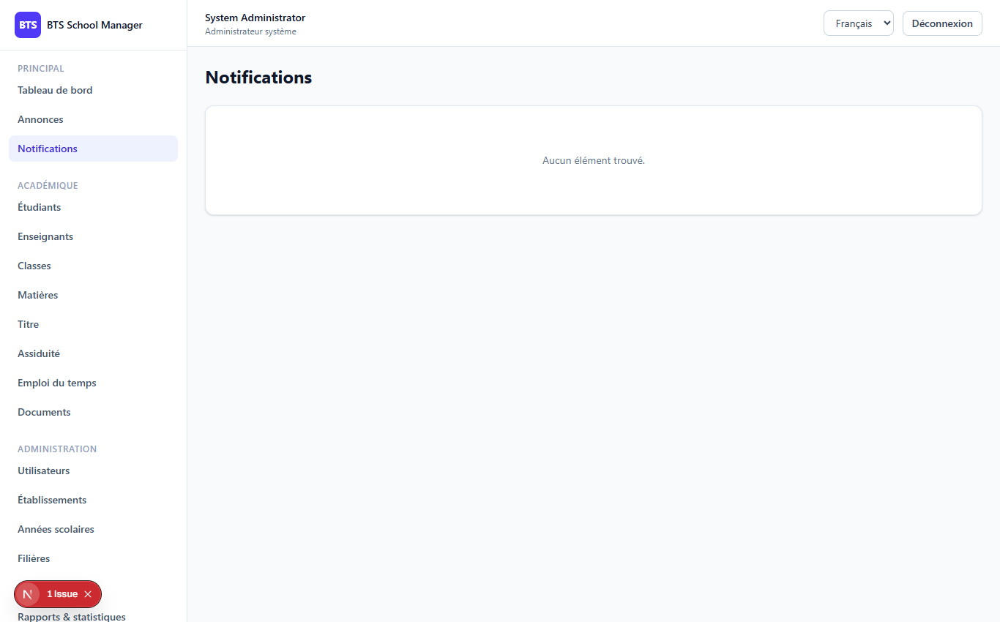 BTS BTS School Manager
System Administrator
Administrateur système
Français
Déconnexion
PRINCIPAL
Tableau de bord
Annonces
Notifications
ACADÉMIQUE
Étudiants
Enseignants
Classes
Matières
Titre
Assiduité
Emploi du temps
Documents
ADMINISTRATION
Utilisateurs
Établissements
Années scolaires
Filières
N 1 Issue
Rapports & statistiques
Notifications
Aucun élément trouvé.